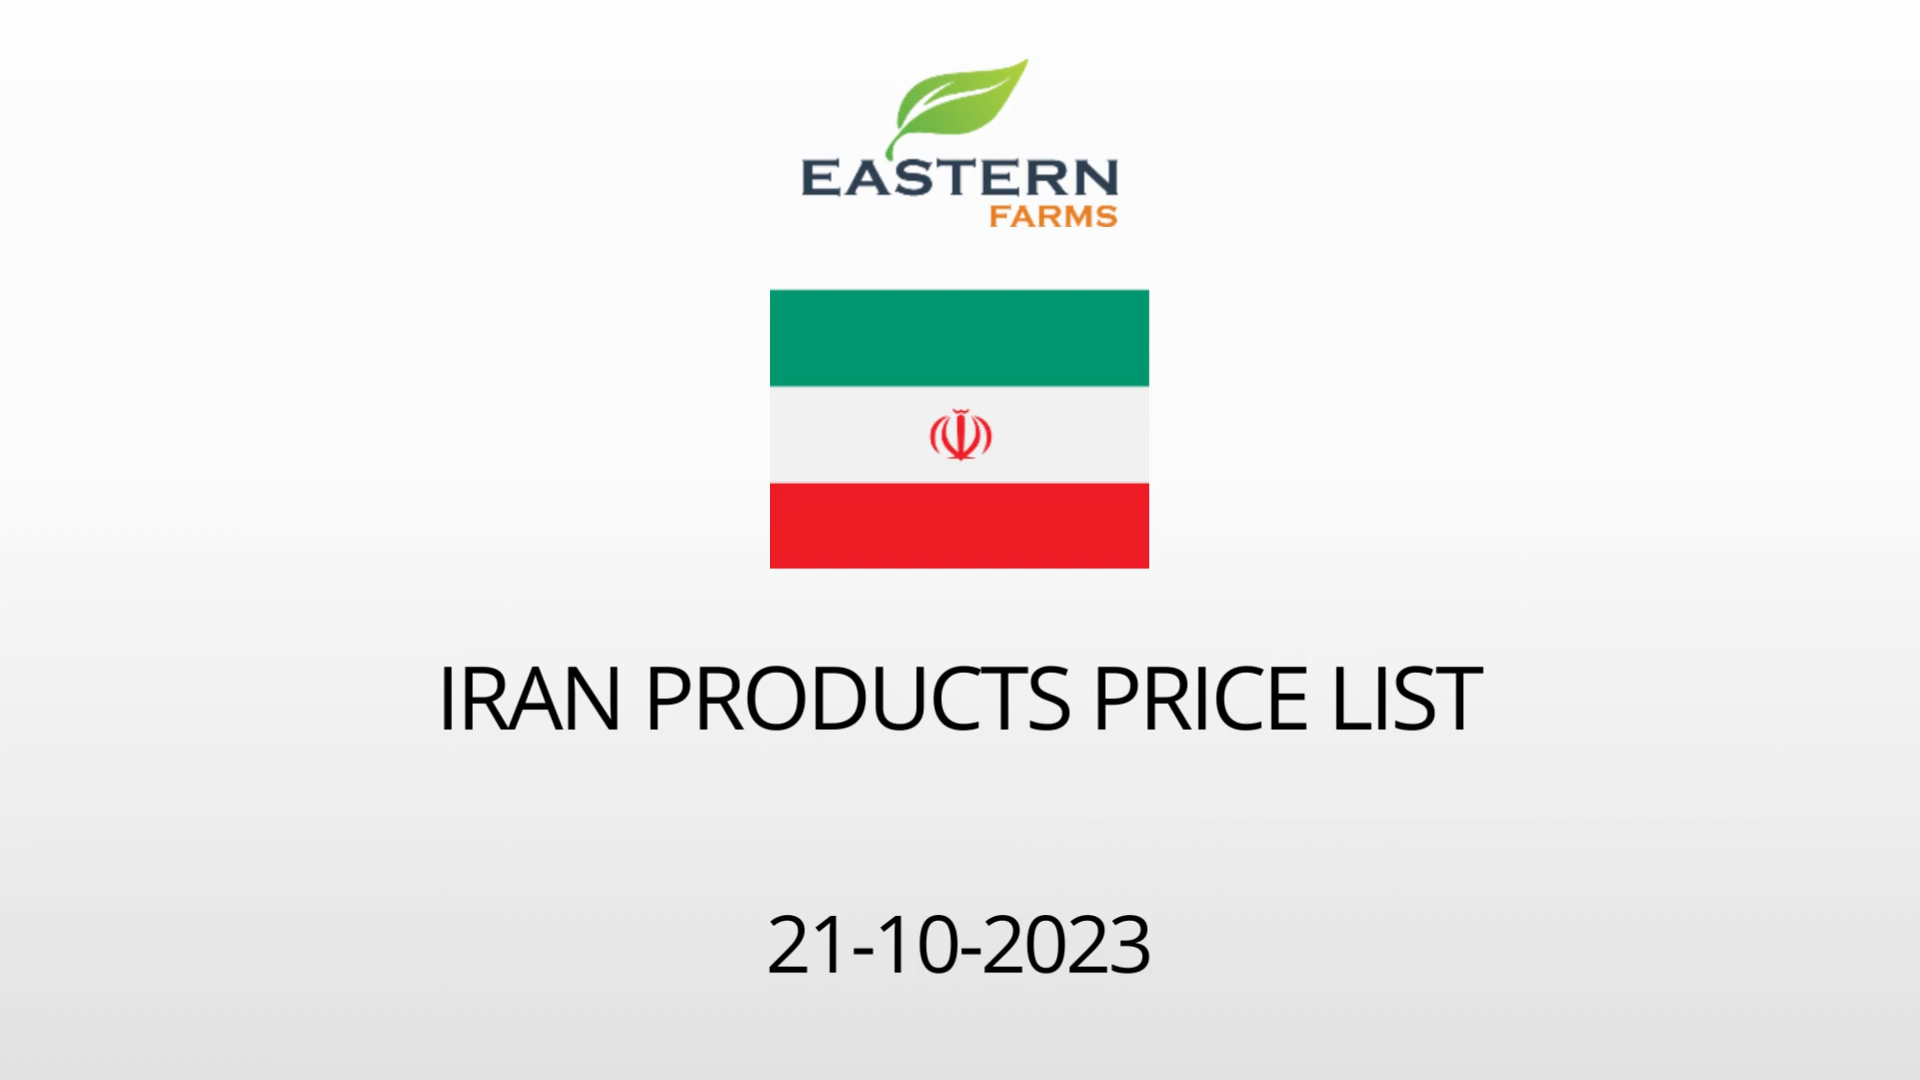 EASTERN
FARMS
IRAN PRODUCTS PRICE LIST
21-10-2023